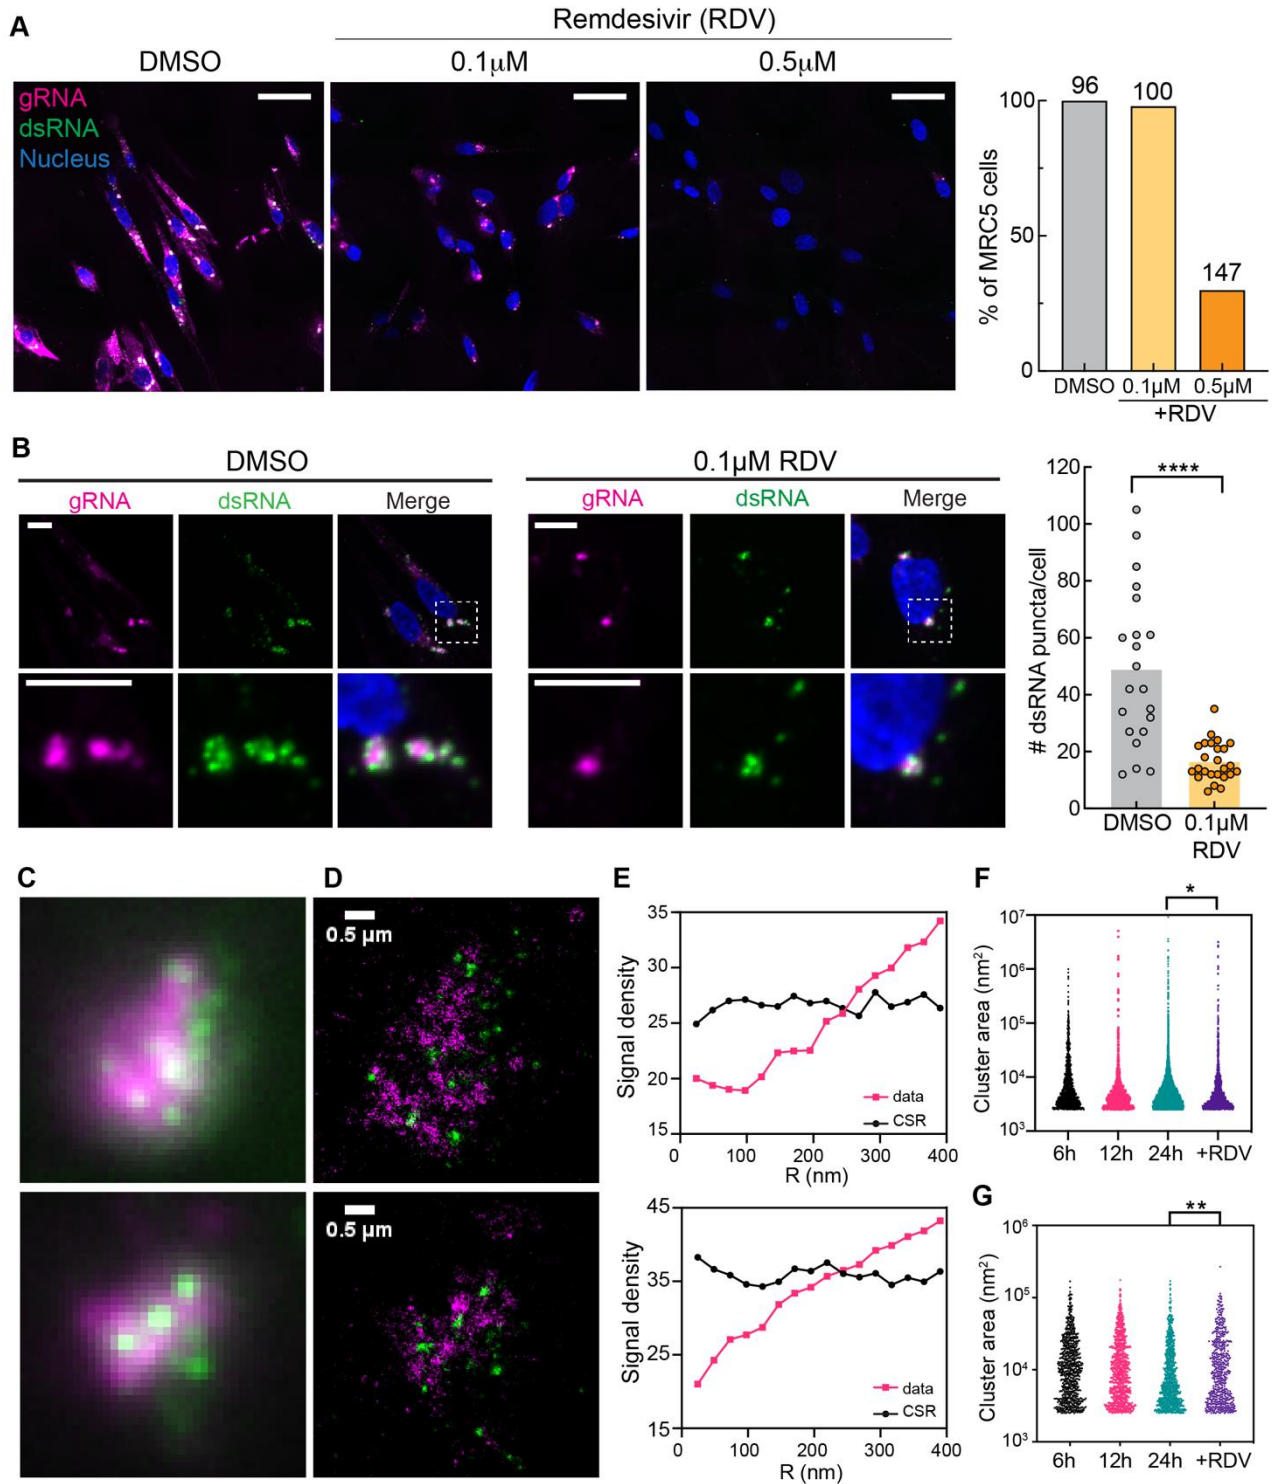 A
Remdesivir (RDV)
DMSO
0.1μM
0.5μM
gRNA
dsRNA
Nucleus
% of MRC5 cells
100
50
0
96
100
147
DMSO
0.1μM
0.5μM
+RDV
B
DMSO
0.1μM RDV
gRNA
dsRNA
Merge
gRNA
dsRNA
Merge
# dsRNA puncta/cell
120
100
80
60
40
20
0
****
DMSO
0.1μM
RDV
C
D
0.5 μm
0.5 μm
E
Signal density
35
30
25
20
15
data
CSR
0
100
200
300
400
R (nm)
Signal density
45
35
25
15
data
CSR
0
100
200
300
400
R (nm)
F
*
Cluster area (nm²)
10⁷
10⁶
10⁵
10⁴
10³
6h
12h
24h
+RDV
G
**
Cluster area (nm²)
10⁶
10⁵
10⁴
10³
6h
12h
24h
+RDV